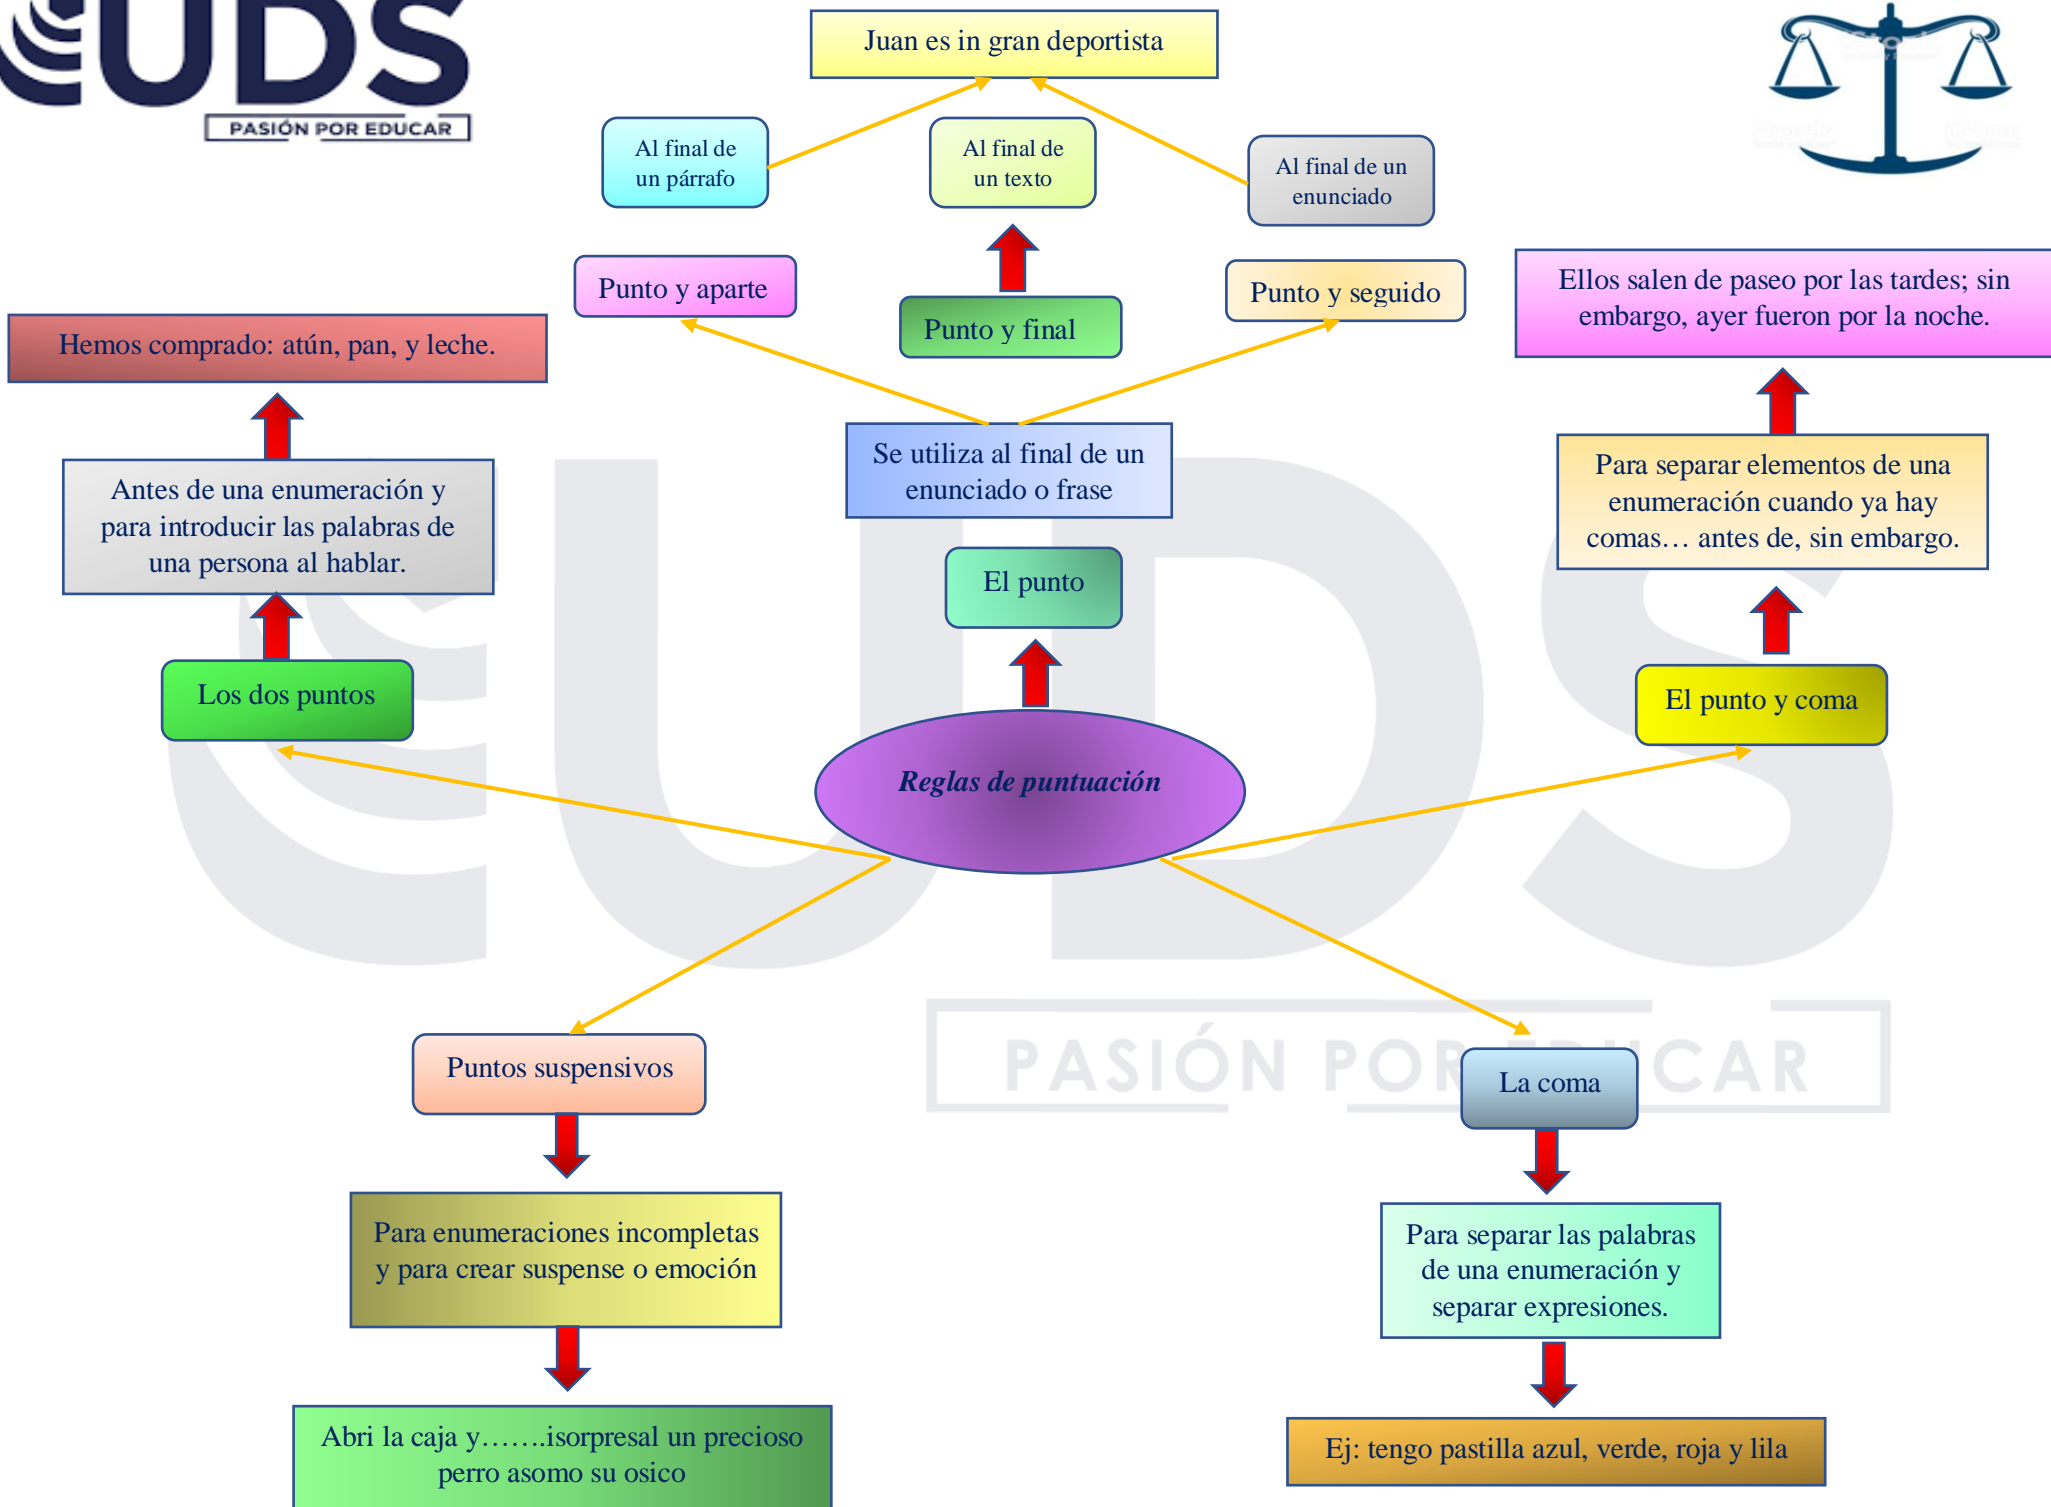 UDS
PASIÓN POR EDUCAR
Juan es in gran deportista
Al final de
un párrafo
Al final de
un texto
Al final de un
enunciado
Punto y aparte
Punto y final
Punto y seguido
Ellos salen de paseo por las tardes; sin
embargo, ayer fueron por la noche.
Hemos comprado: atún, pan, y leche.
Se utiliza al final de un
enunciado o frase
Para separar elementos de una
enumeración cuando ya hay
comas… antes de, sin embargo.
Antes de una enumeración y
para introducir las palabras de
una persona al hablar.
El punto
Los dos puntos
El punto y coma
Reglas de puntuación
UDS
PASIÓN POR EDUCAR
Puntos suspensivos
La coma
Para enumeraciones incompletas
y para crear suspense o emoción
Para separar las palabras
de una enumeración y
separar expresiones.
Abri la caja y…….isorpresal un precioso
perro asomo su osico
Ej: tengo pastilla azul, verde, roja y lila